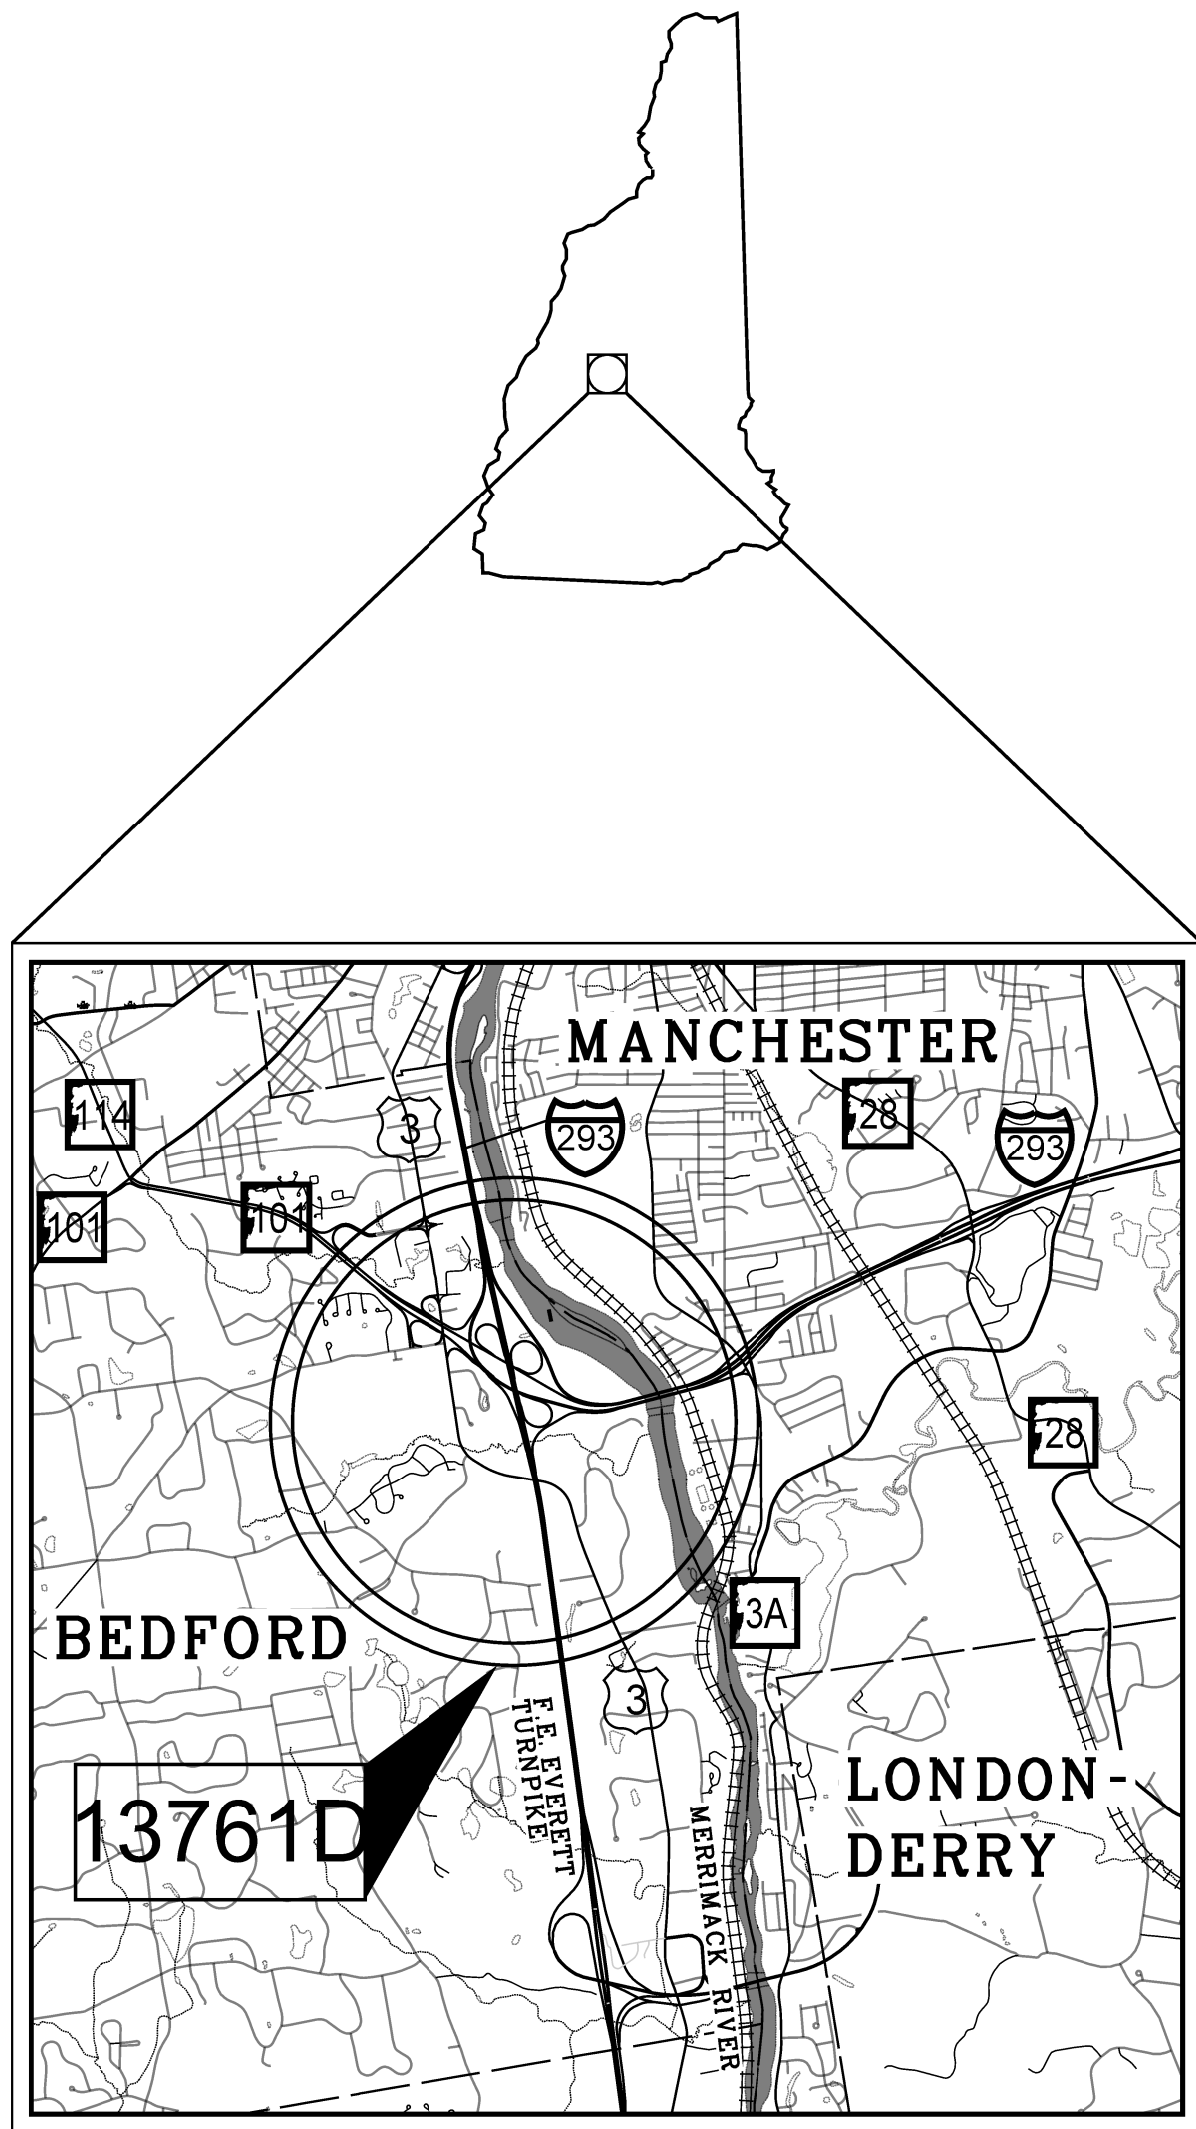 MANCHESTER
114
3
293
28
293
101
101
28
3A
BEDFORD
3
F.E. EVERETT
TURNPIKE
LONDON-
DERRY
13761D
MERRIMACK RIVER